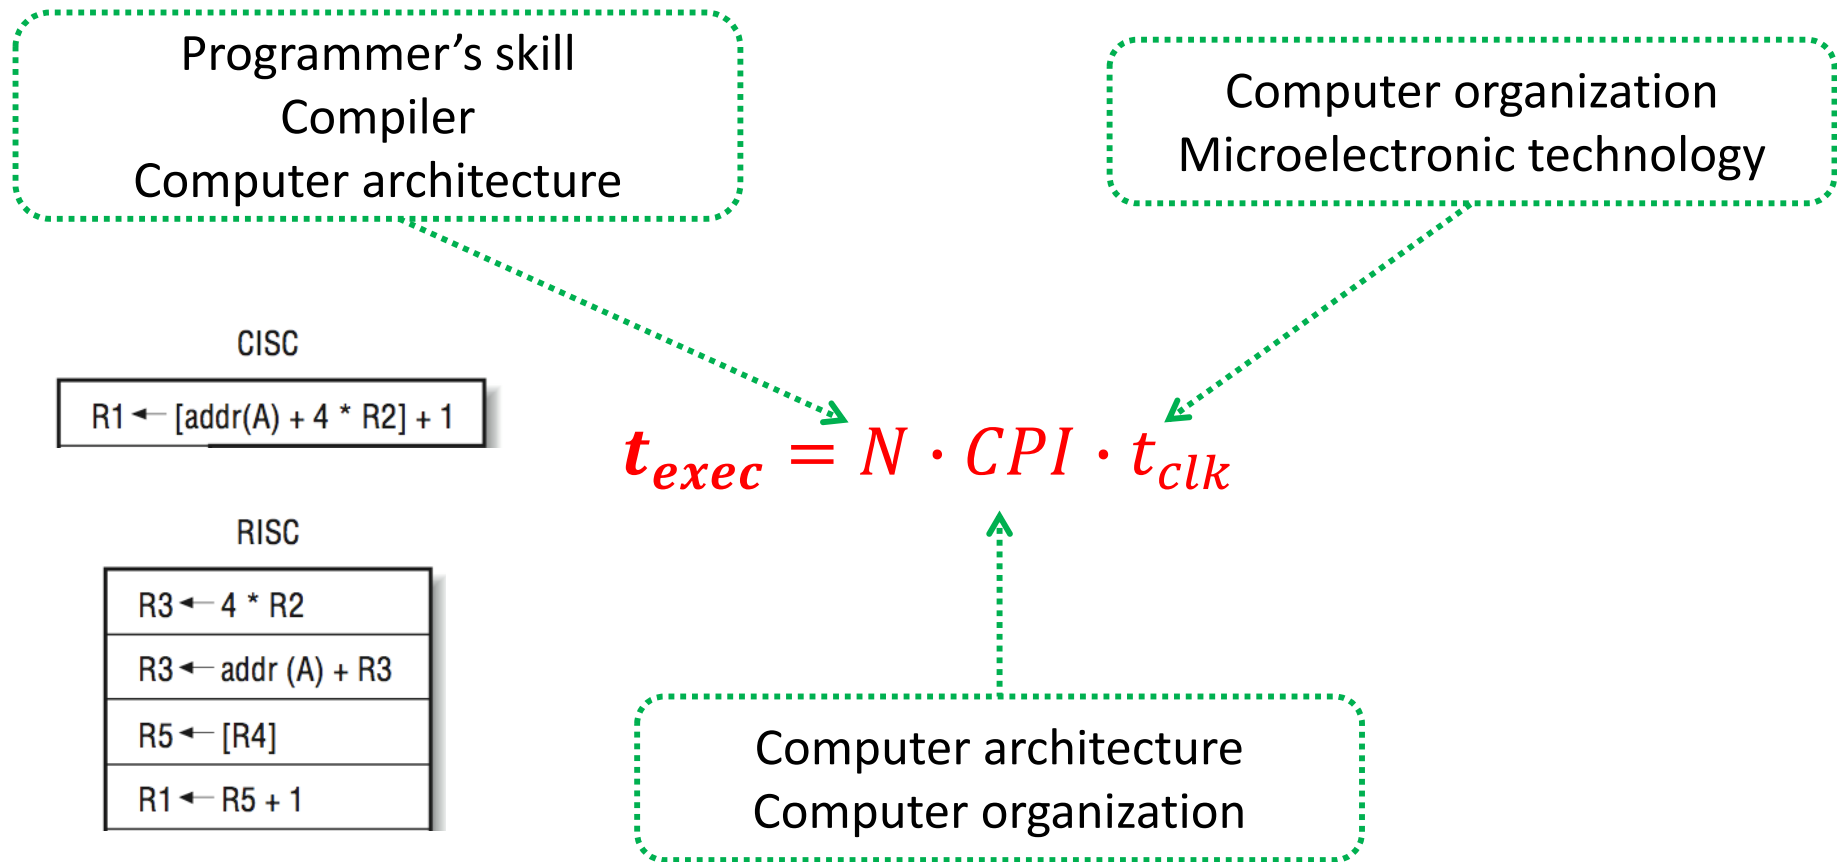 Programmer’s skill
Compiler
Computer architecture
Computer organization
Microelectronic technology
CISC
R1 ← [addr(A) + 4 * R2] + 1
t_exec = N · CPI · t_clk
RISC
R3 ← 4 * R2
R3 ← addr (A) + R3
R5 ← [R4]
R1 ← R5 + 1
Computer architecture
Computer organization